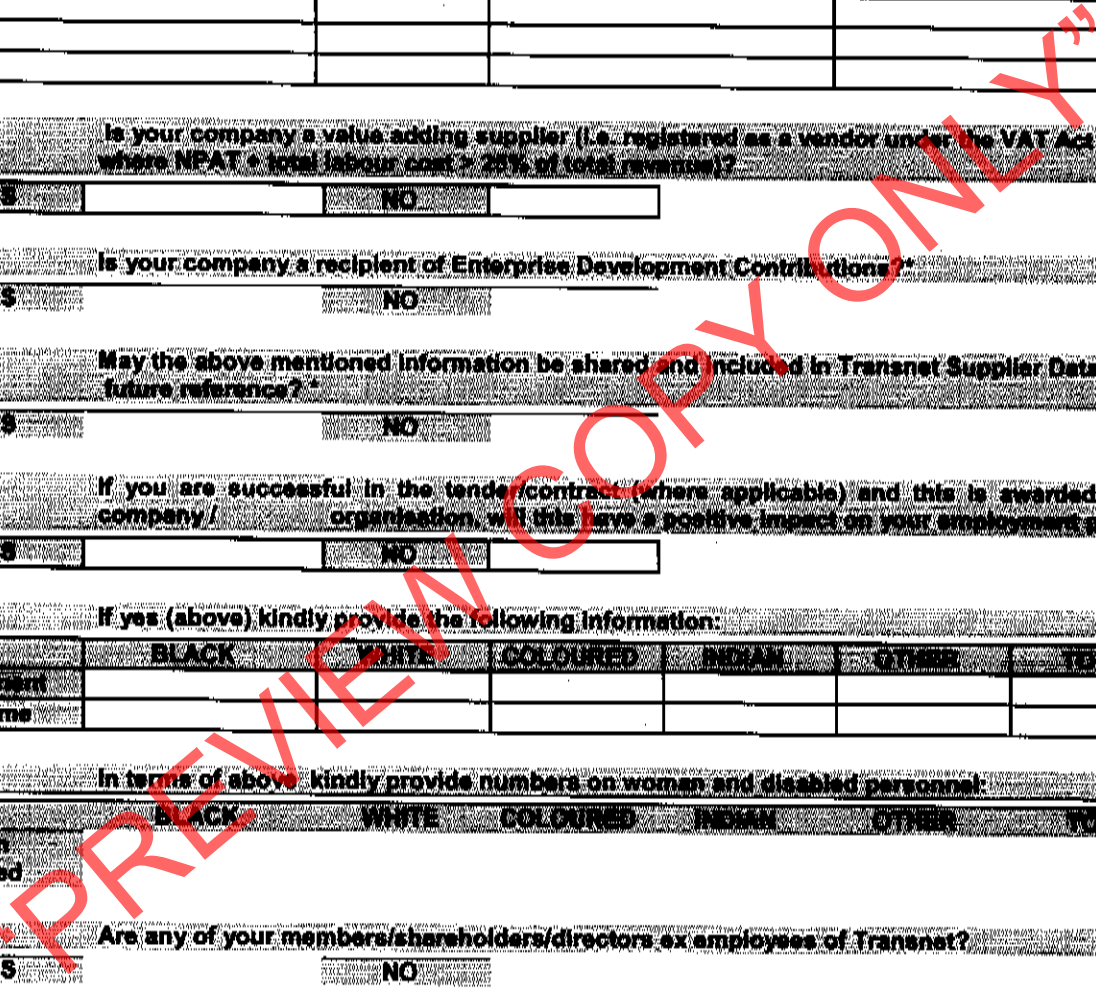 Is your company a value adding supplier (i.e. registered as a vendor under the VAT Act
where NPAT + total labour cost > 25% of total revenue)?
S NO
Is your company a recipient of Enterprise Development Contributions?*
S NO
May the above mentioned information be shared and included in Transnet Supplier Data
future reference? *
S NO
If you are successful in the tender/contract (where applicable) and this is awarded
company / organisation, will this have a positive impact on your employment
S NO
If yes (above) kindly provide the following information:
BLACK WHITE COLOURED INDIAN OTHER TO
nent
me
In terms of above kindly provide numbers on woman and disabled personnel:
BLACK WHITE COLOURED INDIAN OTHER TO
n
ed
Are any of your members/shareholders/directors ex employees of Transnet?
S NO
"PREVIEW COPY ONLY"